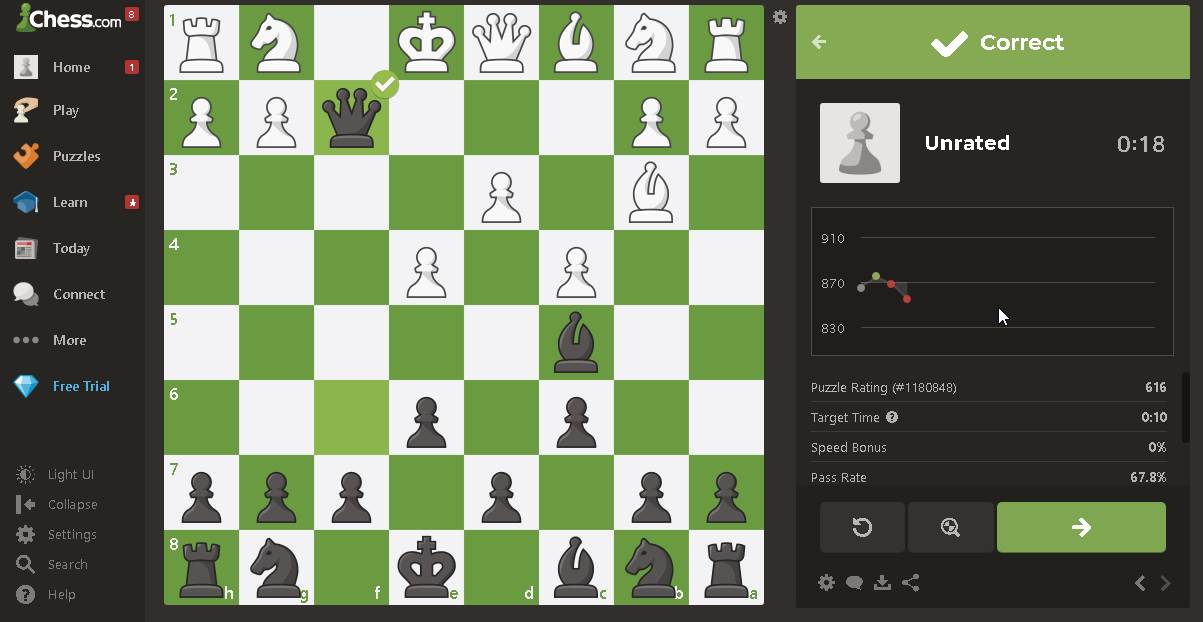 Chess.com 8
Home 1
Play
Puzzles
Learn
Today
Connect
More
Free Trial
Light UI
Collapse
Settings
Search
Help
1
2
3
4
5
6
7
8
h g f e d c b a
Correct
Unrated 0:18
910
870
830
Puzzle Rating (#1180848) 616
Target Time ? 0:10
Speed Bonus 0%
Pass Rate 67.8%